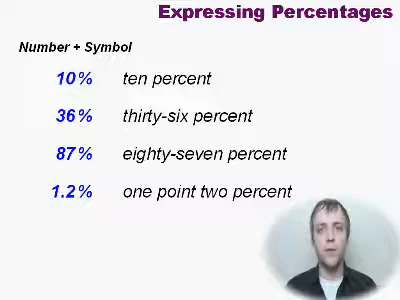 Expressing Percentages
Number + Symbol
10% ten percent
36% thirty-six percent
87% eighty-seven percent
1.2% one point two percent